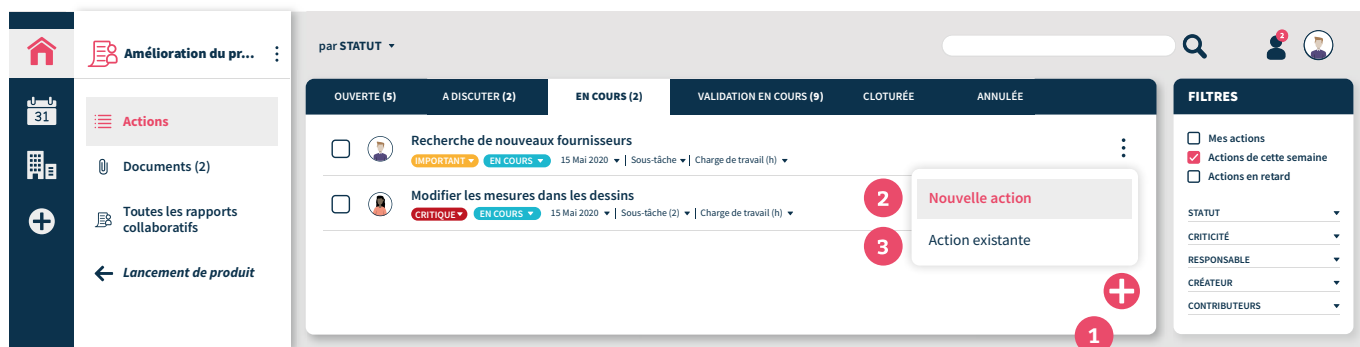 Amélioration du pr...
par STATUT
2
31
Actions
Documents (2)
Toutes les rapports
collaboratifs
Lancement de produit
OUVERTE (5) A DISCUTER (2) EN COURS (2) VALIDATION EN COURS (9) CLOTURÉE ANNULÉE
Recherche de nouveaux fournisseurs
IMPORTANT EN COURS 15 Mai 2020 | Sous-tâche | Charge de travail (h)
Modifier les mesures dans les dessins
CRITIQUE EN COURS 15 Mai 2020 | Sous-tâche (2) | Charge de travail (h)
2 Nouvelle action
3 Action existante
1
FILTRES
Mes actions
Actions de cette semaine
Actions en retard
STATUT
CRITICITÉ
RESPONSABLE
CRÉATEUR
CONTRIBUTEURS